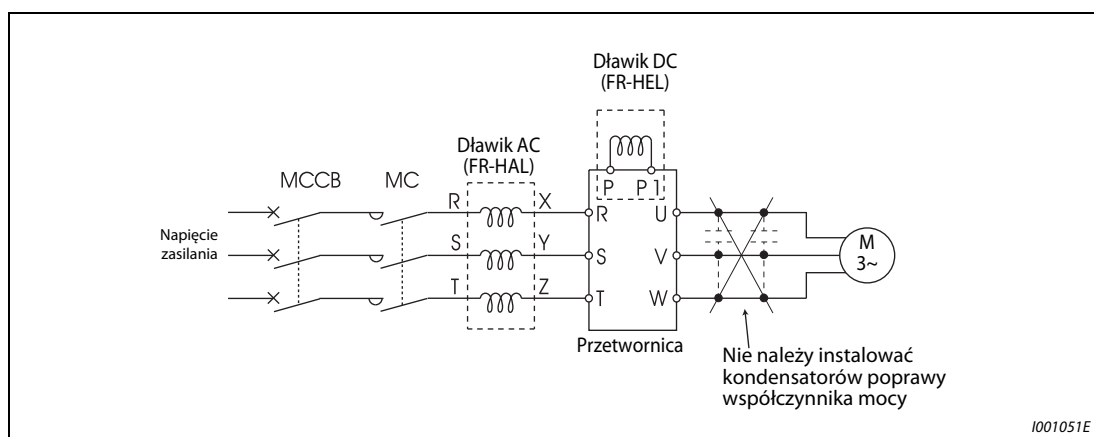 Dławik DC
(FR-HEL)
Dławik AC
(FR-HAL)
MCCB MC
P P1
R X R U
Napięcie
zasilania
S Y S V
M
3~
T Z T W
Przetwornica
Nie należy instalować
kondensatorów poprawy
współczynnika mocy
I001051E